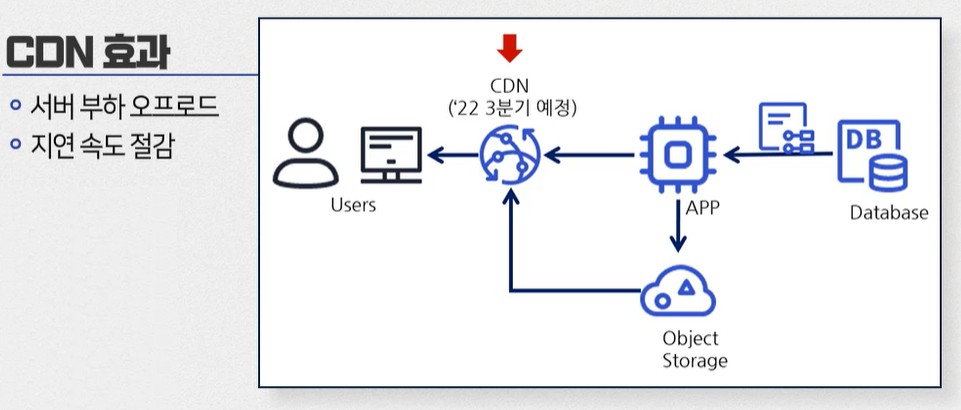 CDN 효과
서버 부하 오프로드
지연 속도 절감
CDN
(‘22 3분기 예정)
Users
APP
DB
Database
Object
Storage